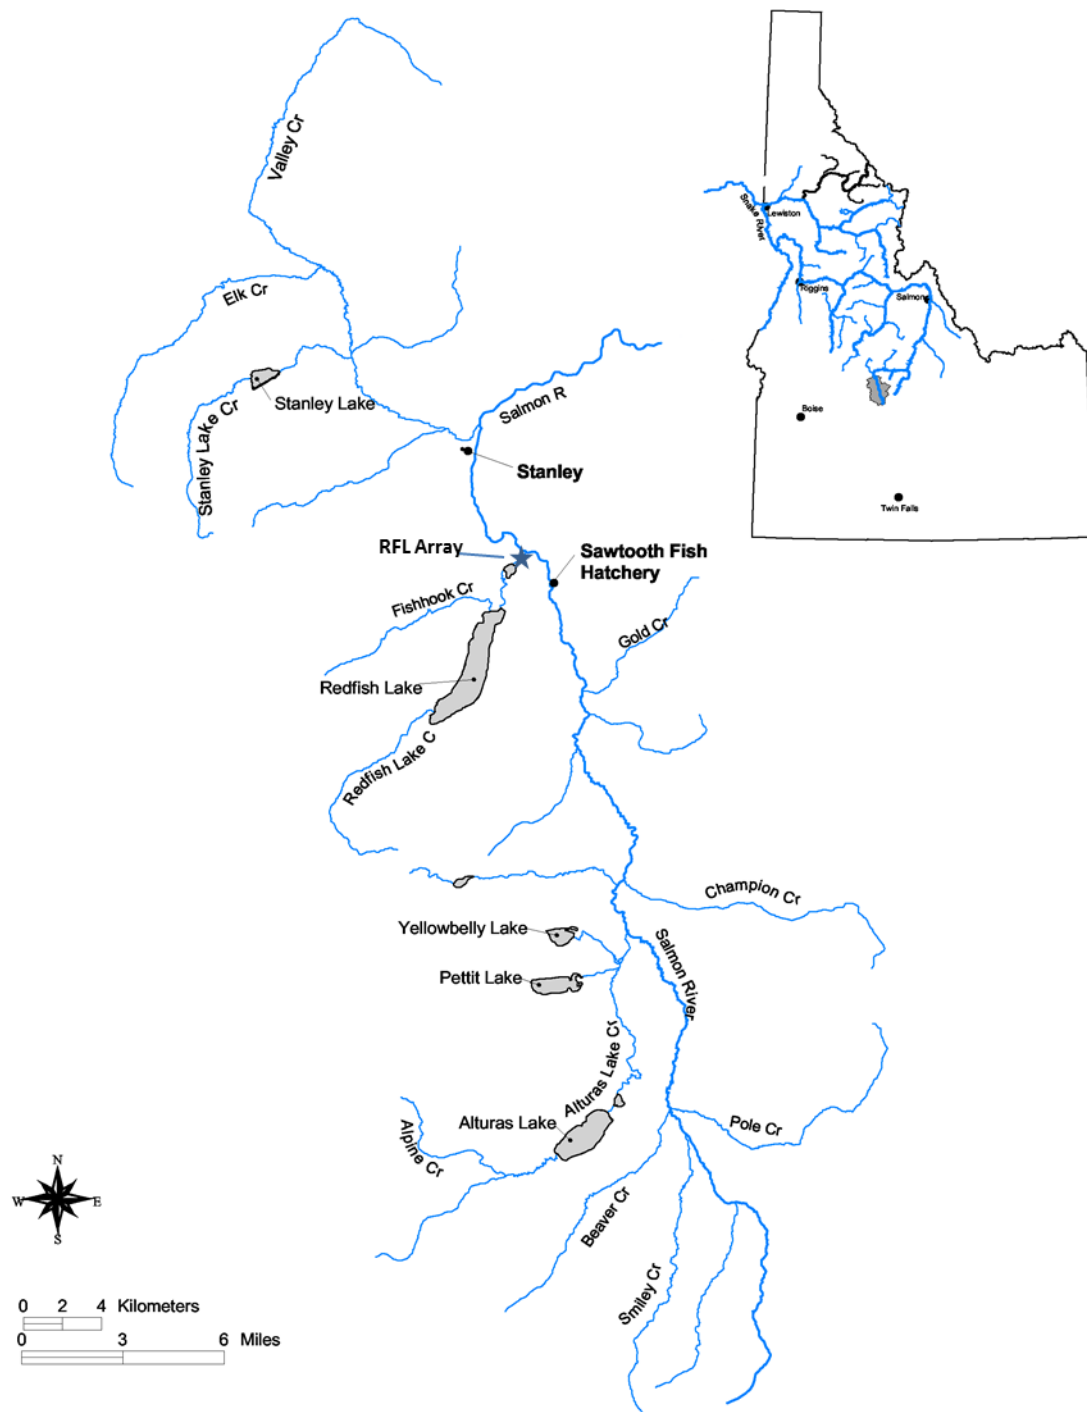 Valley Cr
Snake River
Lewiston
Elk Cr
Riggins
Salmon
Stanley Lake
Salmon R
Boise
Stanley Lake Cr
Stanley
Twin Falls
RFL Array
Sawtooth Fish
Hatchery
Fishhook Cr
Gold Cr
Redfish Lake
Redfish Lake C
Champion Cr
Yellowbelly Lake
Salmon River
Pettit Lake
Alturas Lake Cr
Alturas Lake
Pole Cr
Alpine Cr
N
W E
S
Beaver Cr
Smiley Cr
0 2 4 Kilometers
0 3 6 Miles